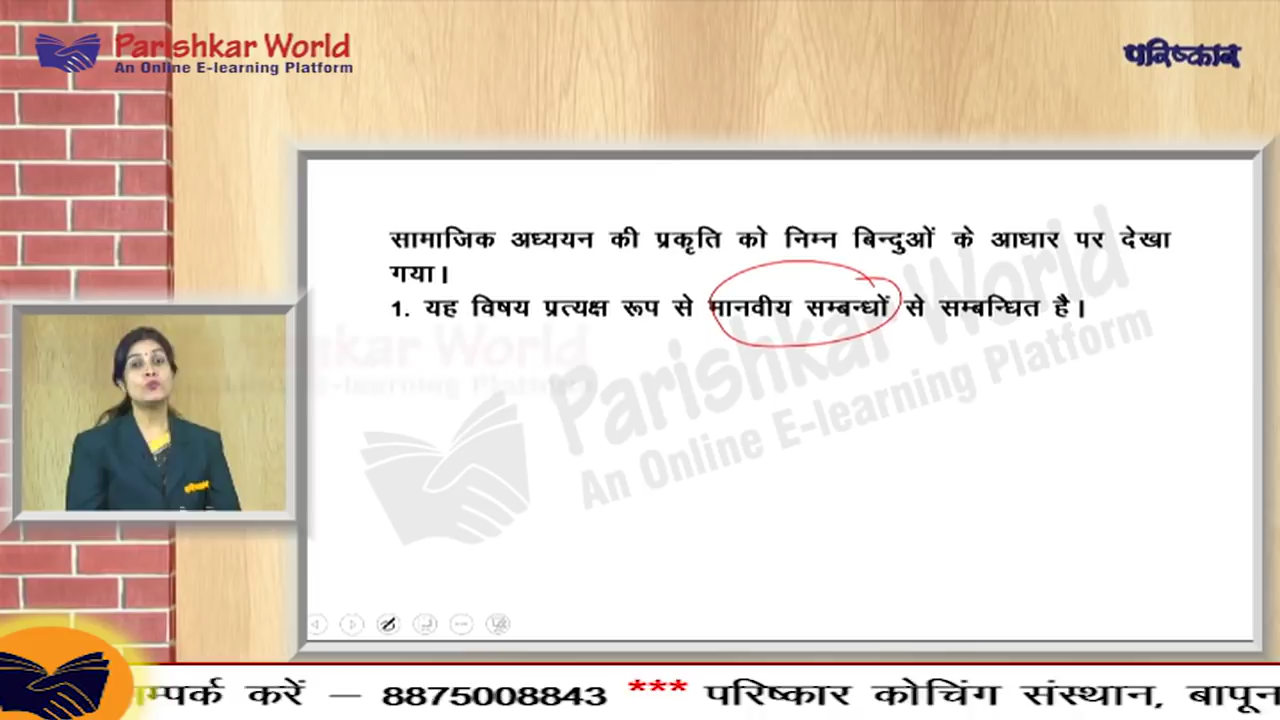 Parishkar World
An Online E-learning Platform
परिष्कार
सामाजिक अध्ययन की प्रकृति को निम्न बिन्दुओं के आधार पर देखा
गया।
1. यह विषय प्रत्यक्ष रूप से मानवीय सम्बन्धों से सम्बन्धित है।
Parishkar World
An Online E-learning Platform
म्पर्क करें – 8875008843 *** परिष्कार कोचिंग संस्थान, बापून